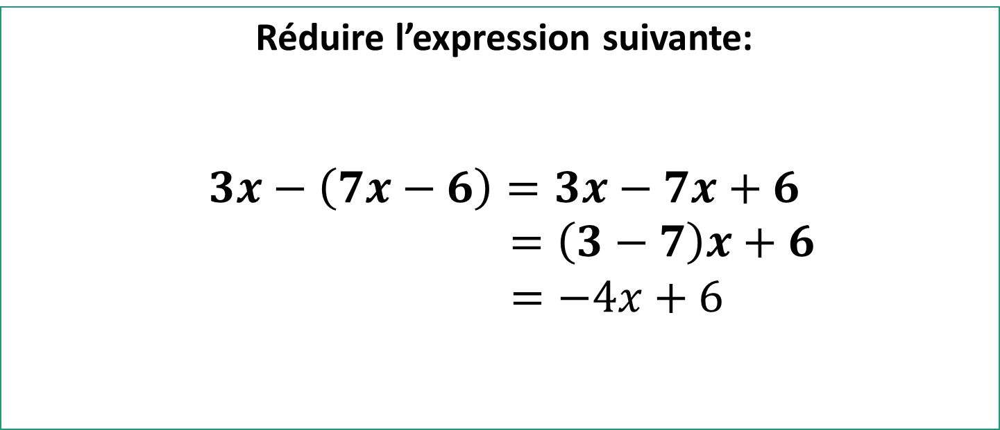 Réduire l’expression suivante:
3x − (7x − 6) = 3x − 7x + 6
= (3 − 7)x + 6
= −4x + 6